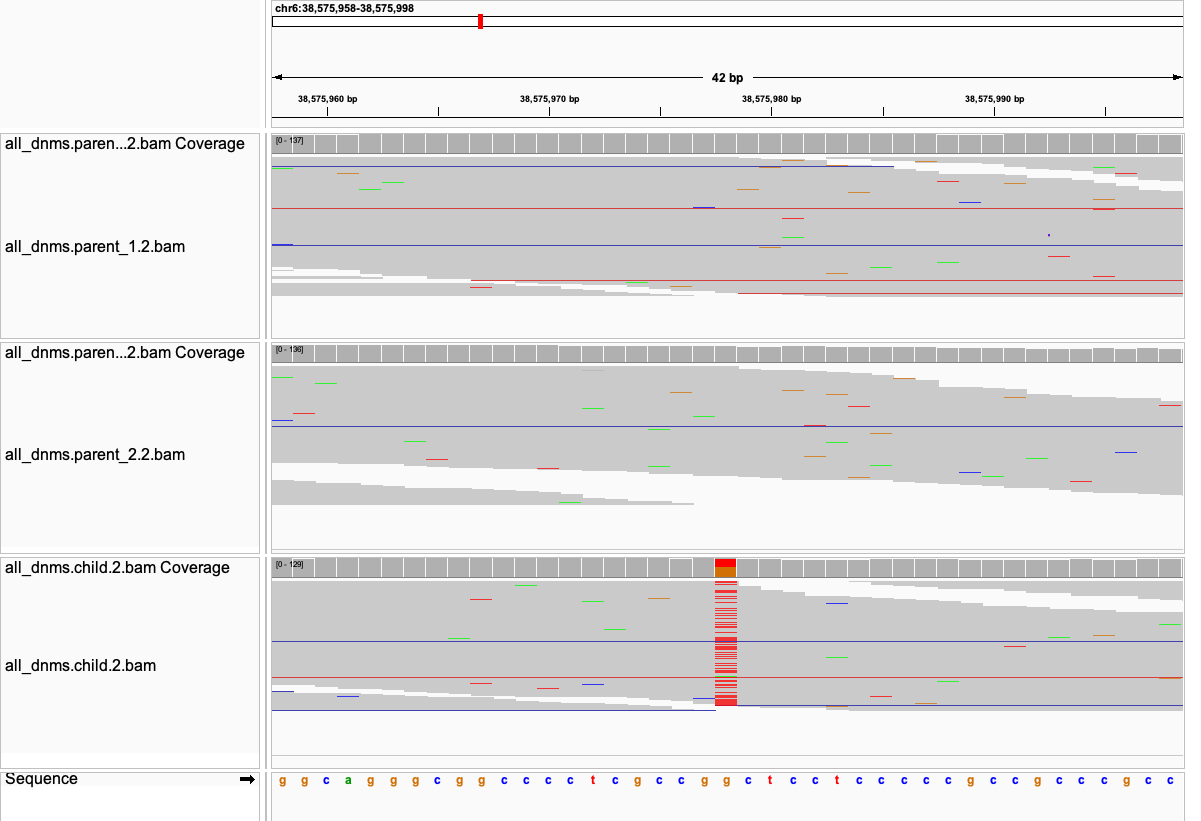 chr6:38,575,958-38,575,998
42 bp
38,575,960 bp 38,575,970 bp 38,575,980 bp 38,575,990 bp
all_dnms.paren...2.bam Coverage
[0 - 137]
all_dnms.parent_1.2.bam
all_dnms.paren...2.bam Coverage
[0 - 136]
all_dnms.parent_2.2.bam
all_dnms.child.2.bam Coverage
[0 - 129]
all_dnms.child.2.bam
Sequence g g c a g g g c g g c c c c t c g c c g g c t c c t c c c c c g c c g c c c g c c